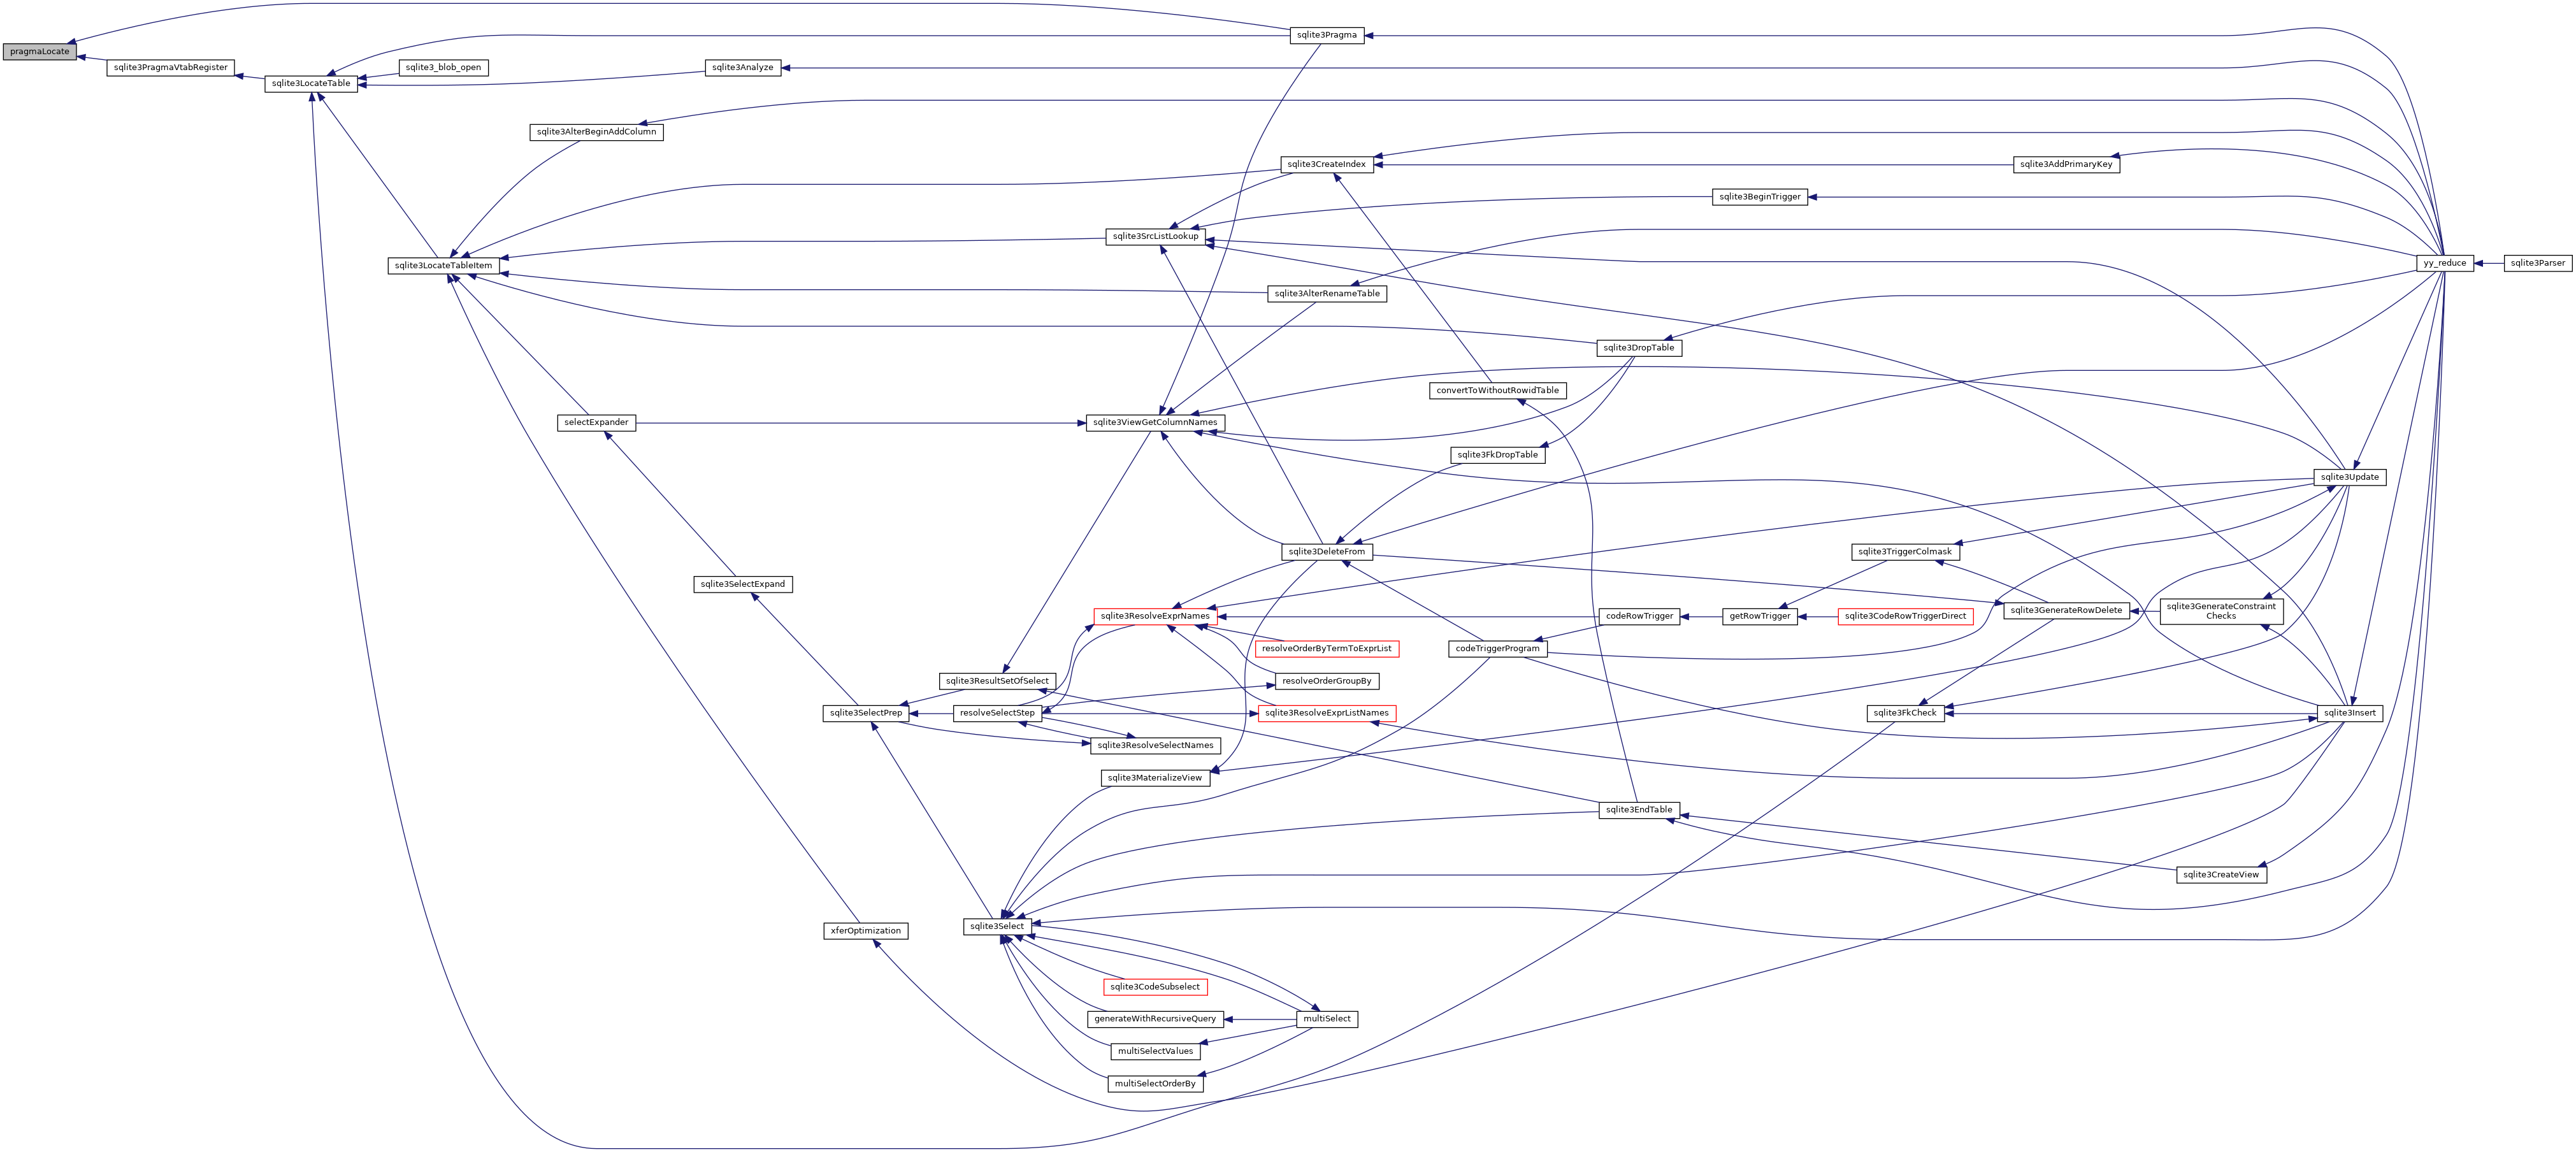 pragmaLocate
sqlite3PragmaVtabRegister
sqlite3LocateTable
sqlite3_blob_open
sqlite3Analyze
sqlite3Pragma
sqlite3AlterBeginAddColumn
sqlite3CreateIndex
sqlite3AddPrimaryKey
sqlite3BeginTrigger
sqlite3SrcListLookup
sqlite3LocateTableItem
yy_reduce
sqlite3Parser
sqlite3AlterRenameTable
sqlite3DropTable
convertToWithoutRowidTable
selectExpander
sqlite3ViewGetColumnNames
sqlite3FkDropTable
sqlite3Update
sqlite3DeleteFrom
sqlite3TriggerColmask
sqlite3SelectExpand
sqlite3ResolveExprNames
codeRowTrigger
getRowTrigger
sqlite3CodeRowTriggerDirect
sqlite3GenerateRowDelete
sqlite3GenerateConstraint
Checks
resolveOrderByTermToExprList
codeTriggerProgram
sqlite3ResultSetOfSelect
resolveOrderGroupBy
sqlite3SelectPrep
resolveSelectStep
sqlite3ResolveExprListNames
sqlite3FkCheck
sqlite3Insert
sqlite3ResolveSelectNames
sqlite3MaterializeView
sqlite3EndTable
sqlite3CreateView
xferOptimization
sqlite3Select
sqlite3CodeSubselect
generateWithRecursiveQuery
multiSelect
multiSelectValues
multiSelectOrderBy